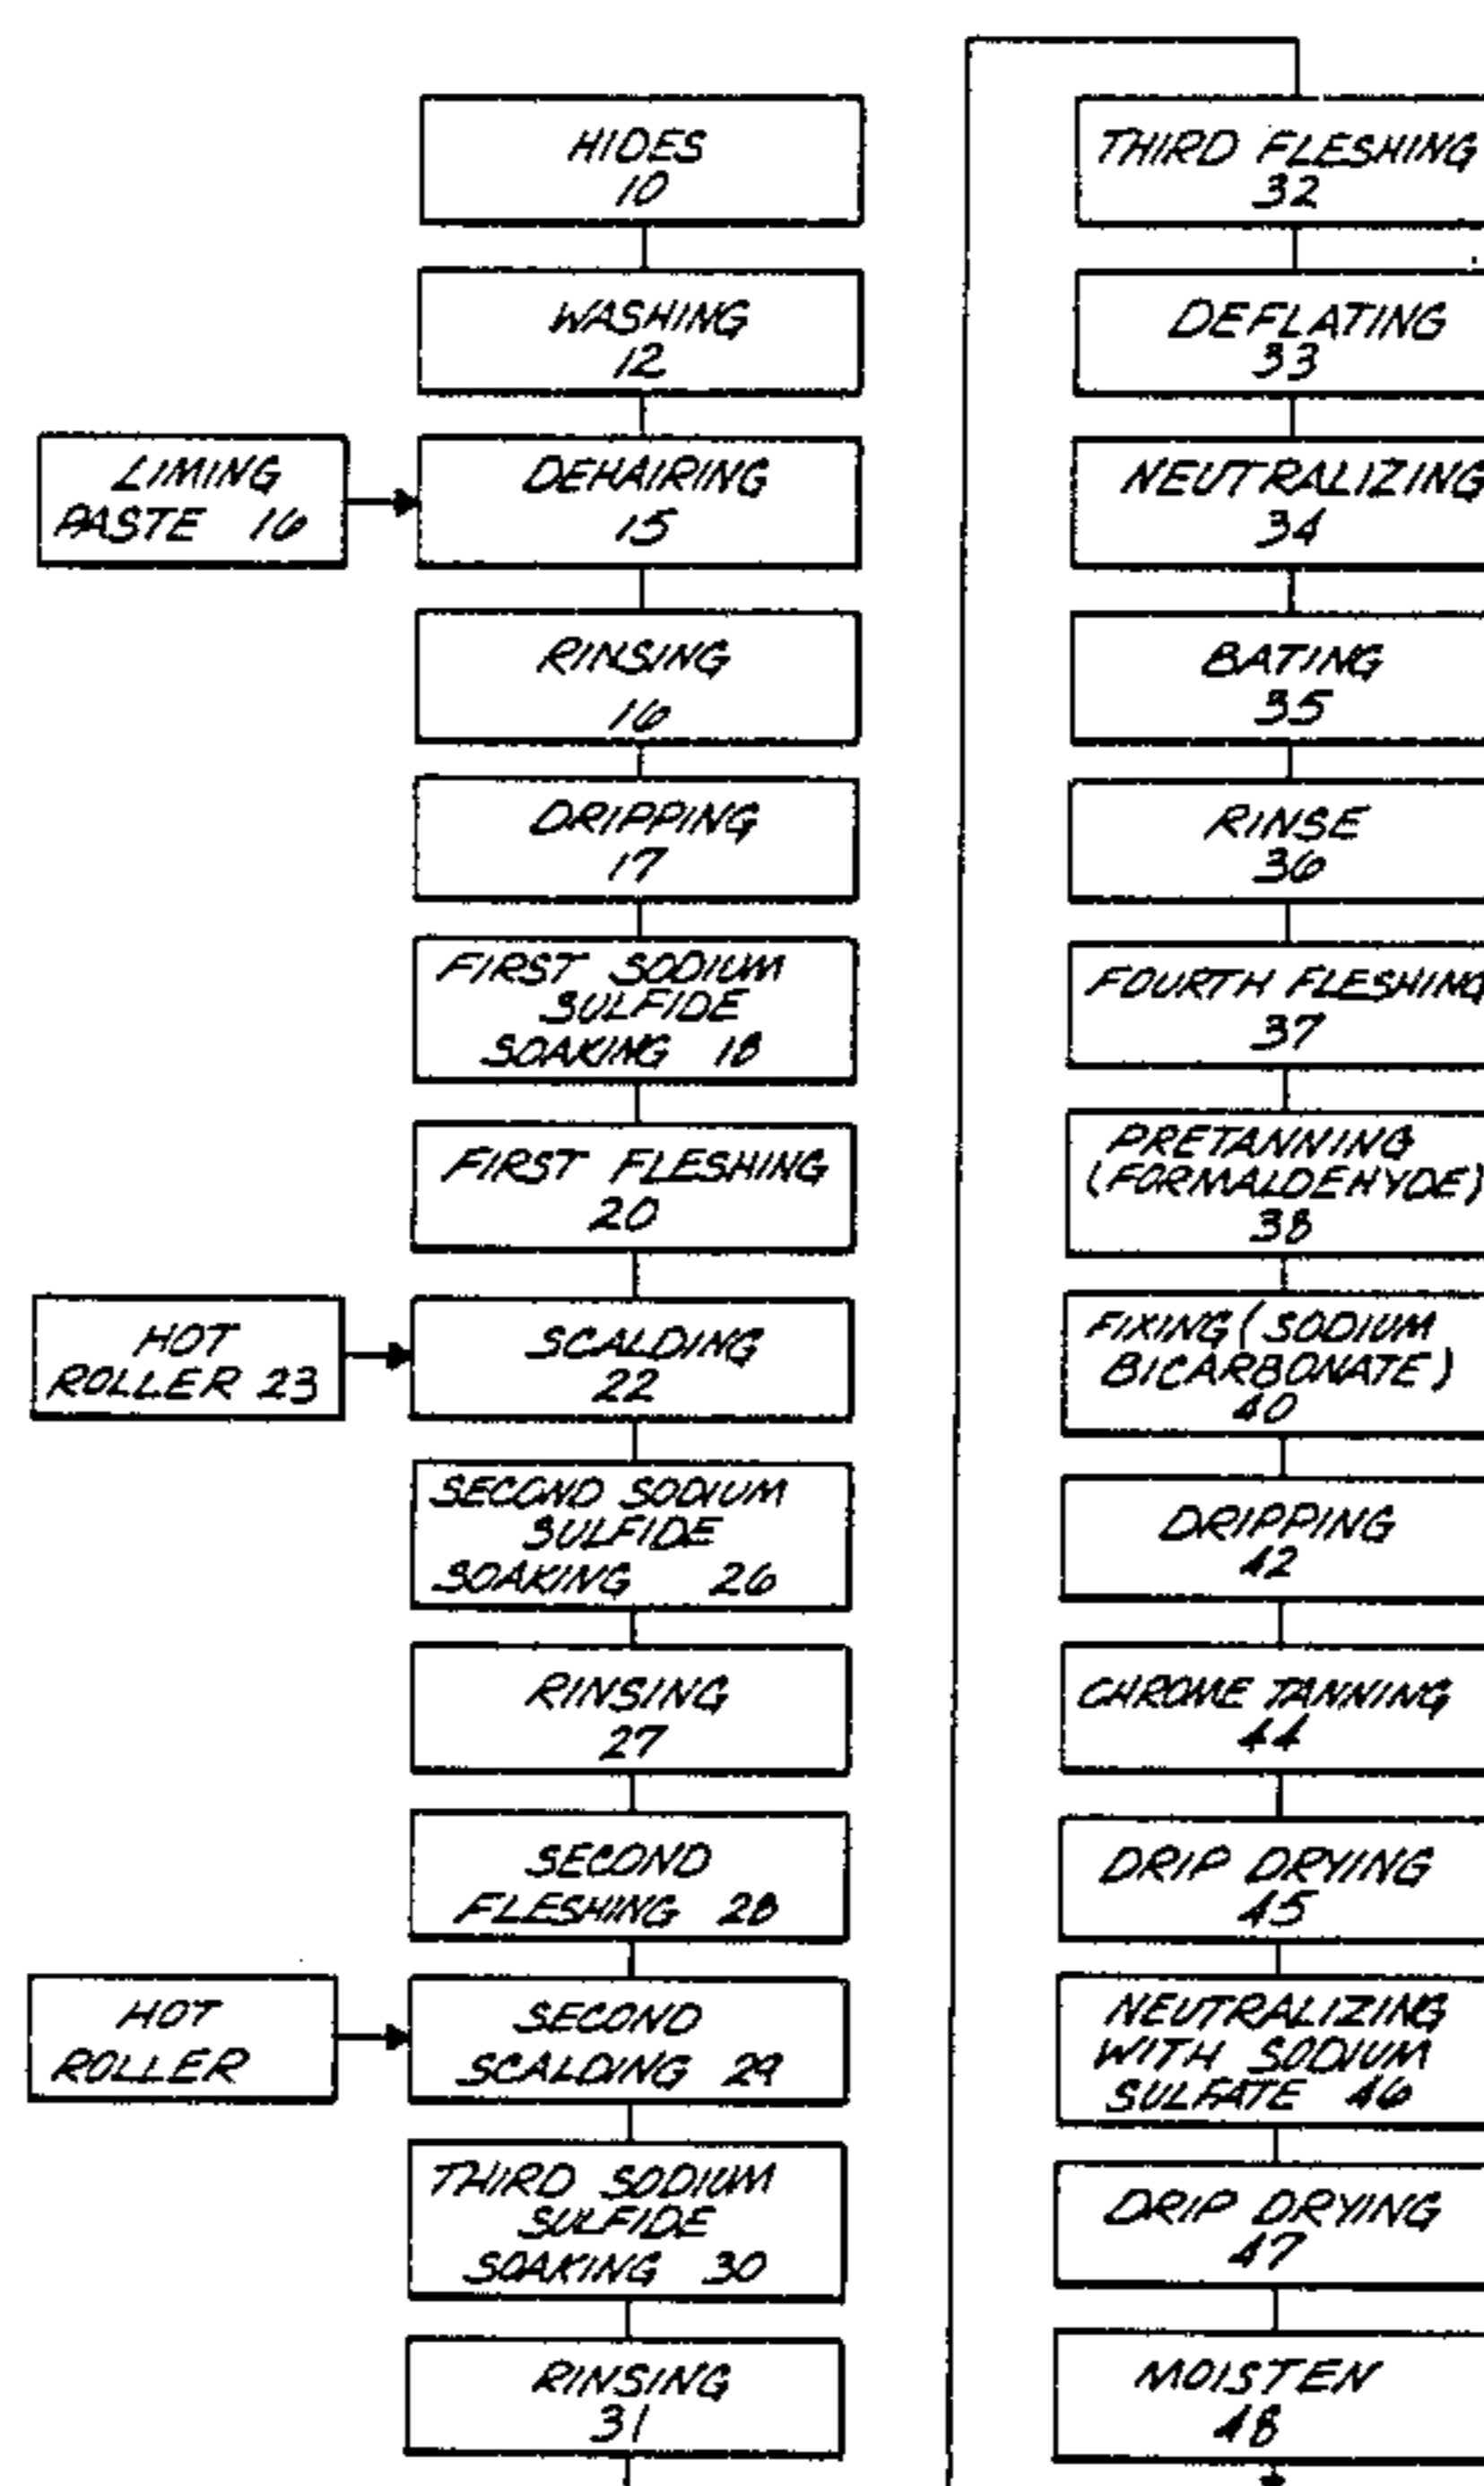 HIDES
10
WASHING
12
LIMING
PASTE 16
DEHAIRING
15
RINSING
16
DRIPPING
17
FIRST SODIUM
SULFIDE
SOAKING 18
FIRST FLESHING
20
HOT
ROLLER 23
SCALDING
22
SECOND SODIUM
SULFIDE
SOAKING 26
RINSING
27
SECOND
FLESHING 28
HOT
ROLLER
SECOND
SCALDING 29
THIRD SODIUM
SULFIDE
SOAKING 30
RINSING
31
THIRD FLESHING
32
DEFLATING
33
NEUTRALIZING
34
BATING
35
RINSE
36
FOURTH FLESHING
37
PRETANNING
(FORMALDEHYDE)
38
FIXING (SODIUM
BICARBONATE)
40
DRIPPING
42
CHROME TANNING
44
DRIP DRYING
45
NEUTRALIZING
WITH SODIUM
SULFATE 46
DRIP DRYING
47
MOISTEN
48